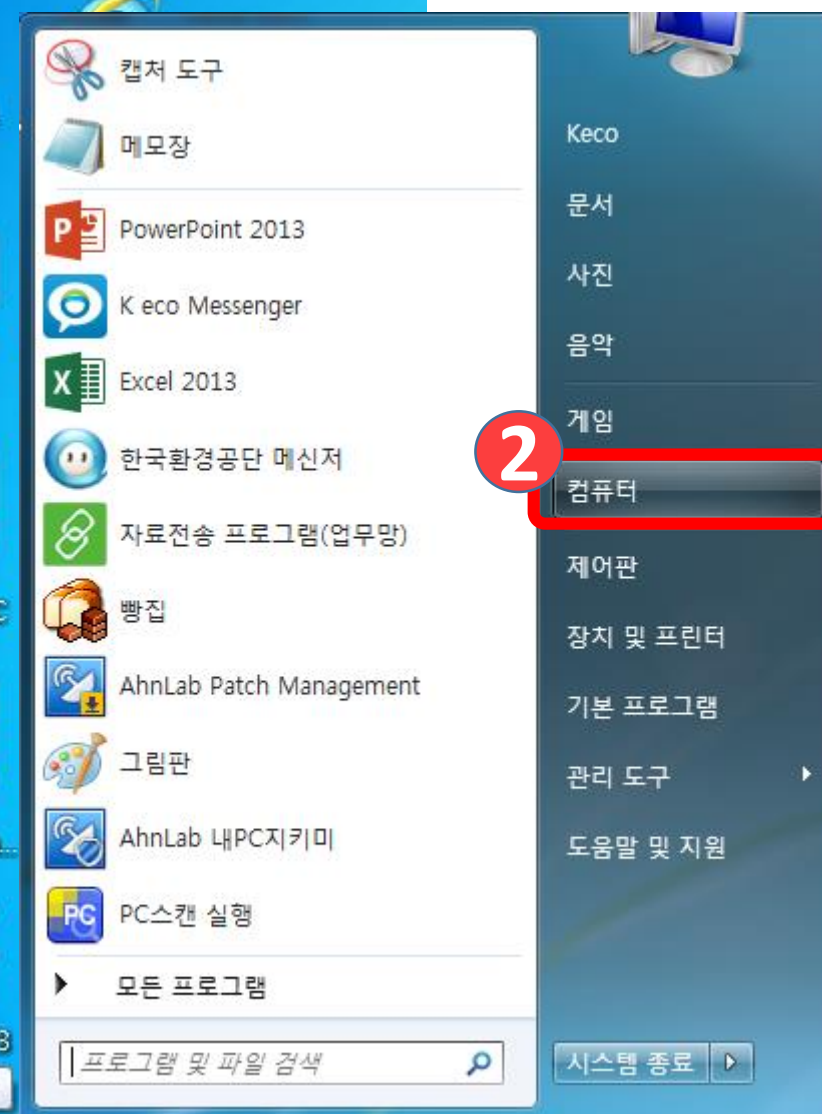 캡처 도구
메모장
PowerPoint 2013
K eco Messenger
Excel 2013
한국환경공단 메신저
자료전송 프로그램(업무망)
빵집
AhnLab Patch Management
그림판
AhnLab 내PC지키미
PC스캔 실행
모든 프로그램
프로그램 및 파일 검색
Keco
문서
사진
음악
게임
2
컴퓨터
제어판
장치 및 프린터
기본 프로그램
관리 도구
도움말 및 지원
시스템 종료